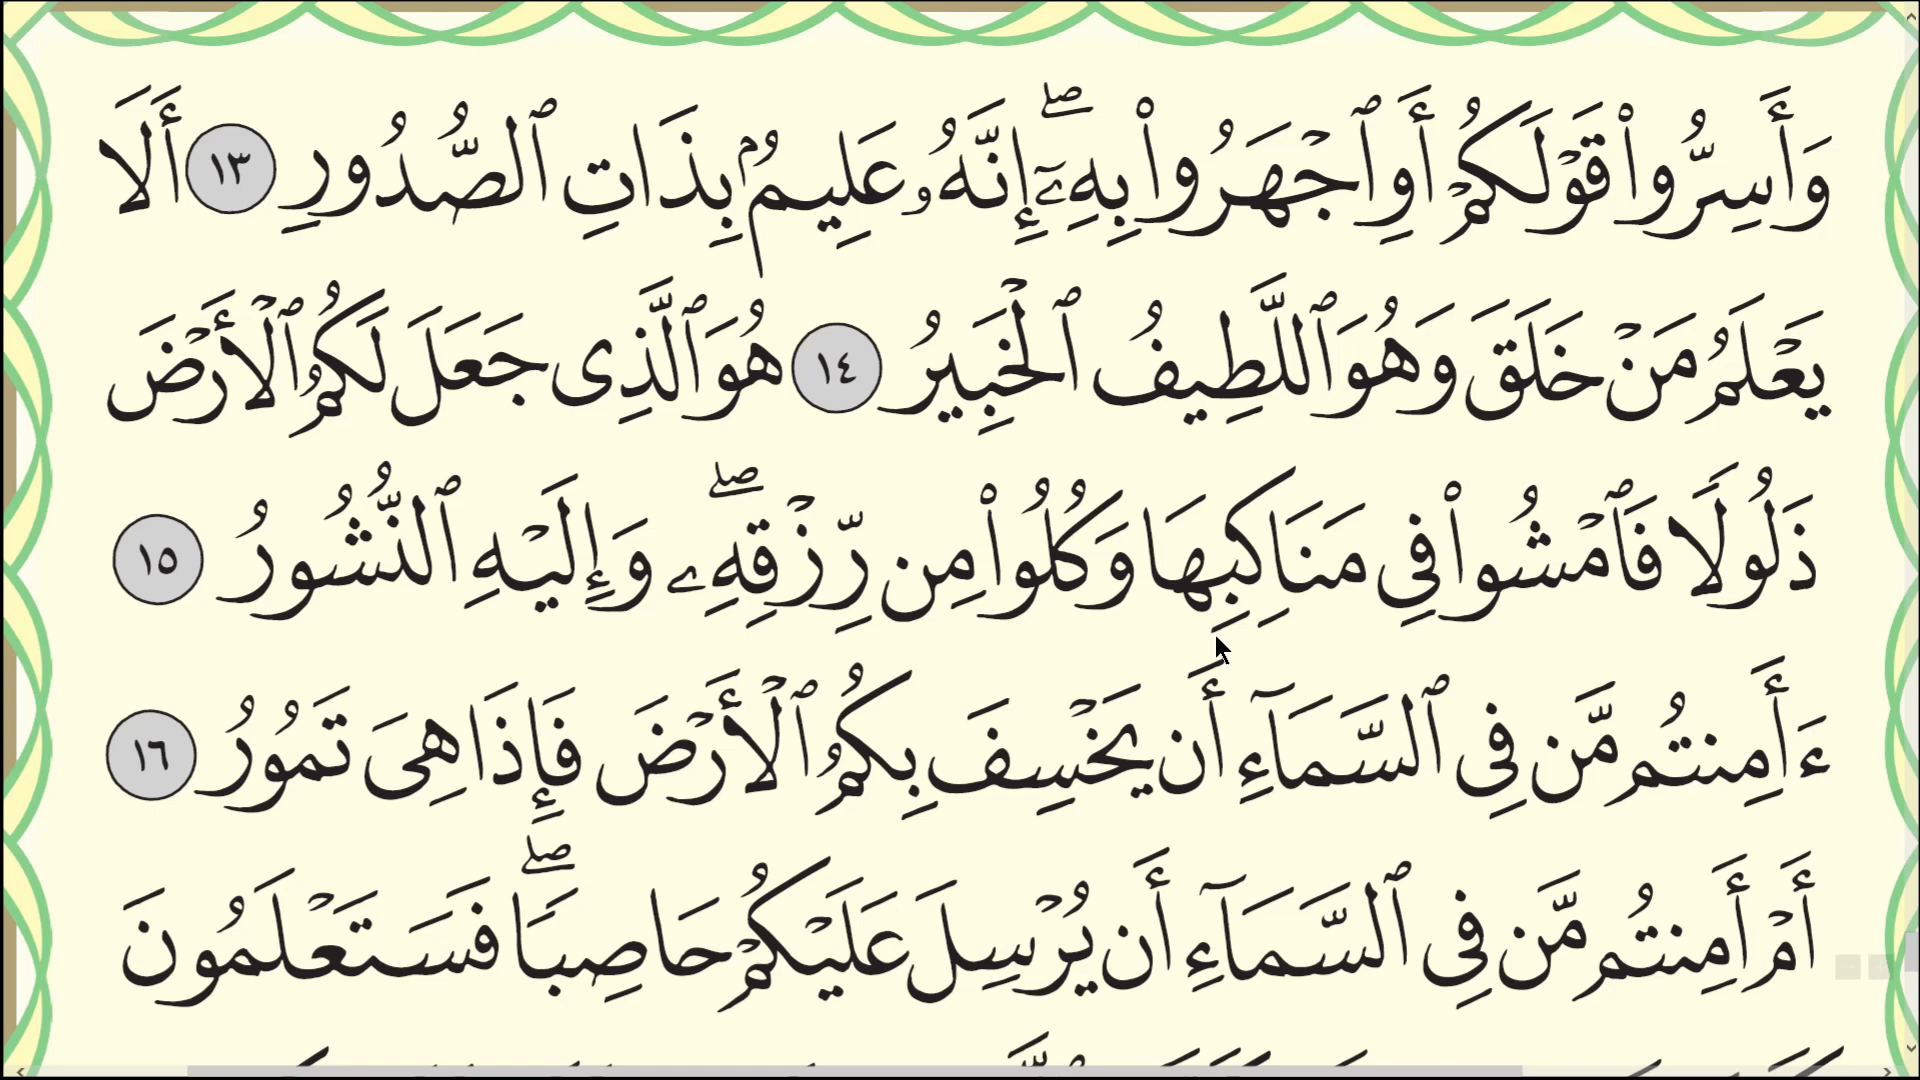 وَأَسِرُّوا۟ قَوْلَكُمْ أَوِ ٱجْهَرُوا۟ بِهِۦٓ ۖ إِنَّهُۥ عَلِيمٌۢ بِذَاتِ ٱلصُّدُورِ ١٣ أَلَا
يَعْلَمُ مَنْ خَلَقَ وَهُوَ ٱللَّطِيفُ ٱلْخَبِيرُ ١٤ هُوَ ٱلَّذِى جَعَلَ لَكُمُ ٱلْأَرْضَ
ذَلُولًا فَٱمْشُوا۟ فِى مَنَاكِبِهَا وَكُلُوا۟ مِن رِّزْقِهِۦ ۖ وَإِلَيْهِ ٱلنُّشُورُ ١٥
ءَأَمِنتُم مَّن فِى ٱلسَّمَآءِ أَن يَخْسِفَ بِكُمُ ٱلْأَرْضَ فَإِذَا هِىَ تَمُورُ ١٦
أَمْ أَمِنتُم مَّن فِى ٱلسَّمَآءِ أَن يُرْسِلَ عَلَيْكُمْ حَاصِبًا ۖ فَسَتَعْلَمُونَ